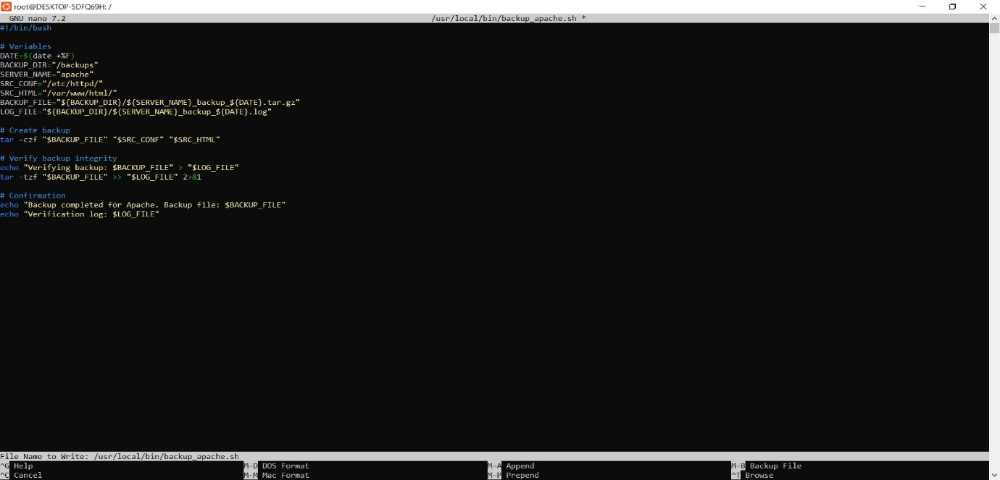 root@DESKTOP-5DFQ69H: /
GNU nano 7.2 /usr/local/bin/backup_apache.sh *
#!/bin/bash
# Variables
DATE=$(date +%F)
BACKUP_DIR="/backups"
SERVER_NAME="apache"
SRC_CONF="/etc/httpd/"
SRC_HTML="/var/www/html/"
BACKUP_FILE="${BACKUP_DIR}/${SERVER_NAME}_backup_${DATE}.tar.gz"
LOG_FILE="${BACKUP_DIR}/${SERVER_NAME}_backup_${DATE}.log"
# Create backup
tar -czf "$BACKUP_FILE" "$SRC_CONF" "$SRC_HTML"
# Verify backup integrity
echo "Verifying backup: $BACKUP_FILE" > "$LOG_FILE"
tar -tzf "$BACKUP_FILE" >> "$LOG_FILE" 2>&1
# Confirmation
echo "Backup completed for Apache. Backup file: $BACKUP_FILE"
echo "Verification log: $LOG_FILE"
File Name to Write: /usr/local/bin/backup_apache.sh
^G Help M-D DOS Format M-A Append M-B Backup File
^C Cancel M-M Mac Format M-P Prepend ^T Browse